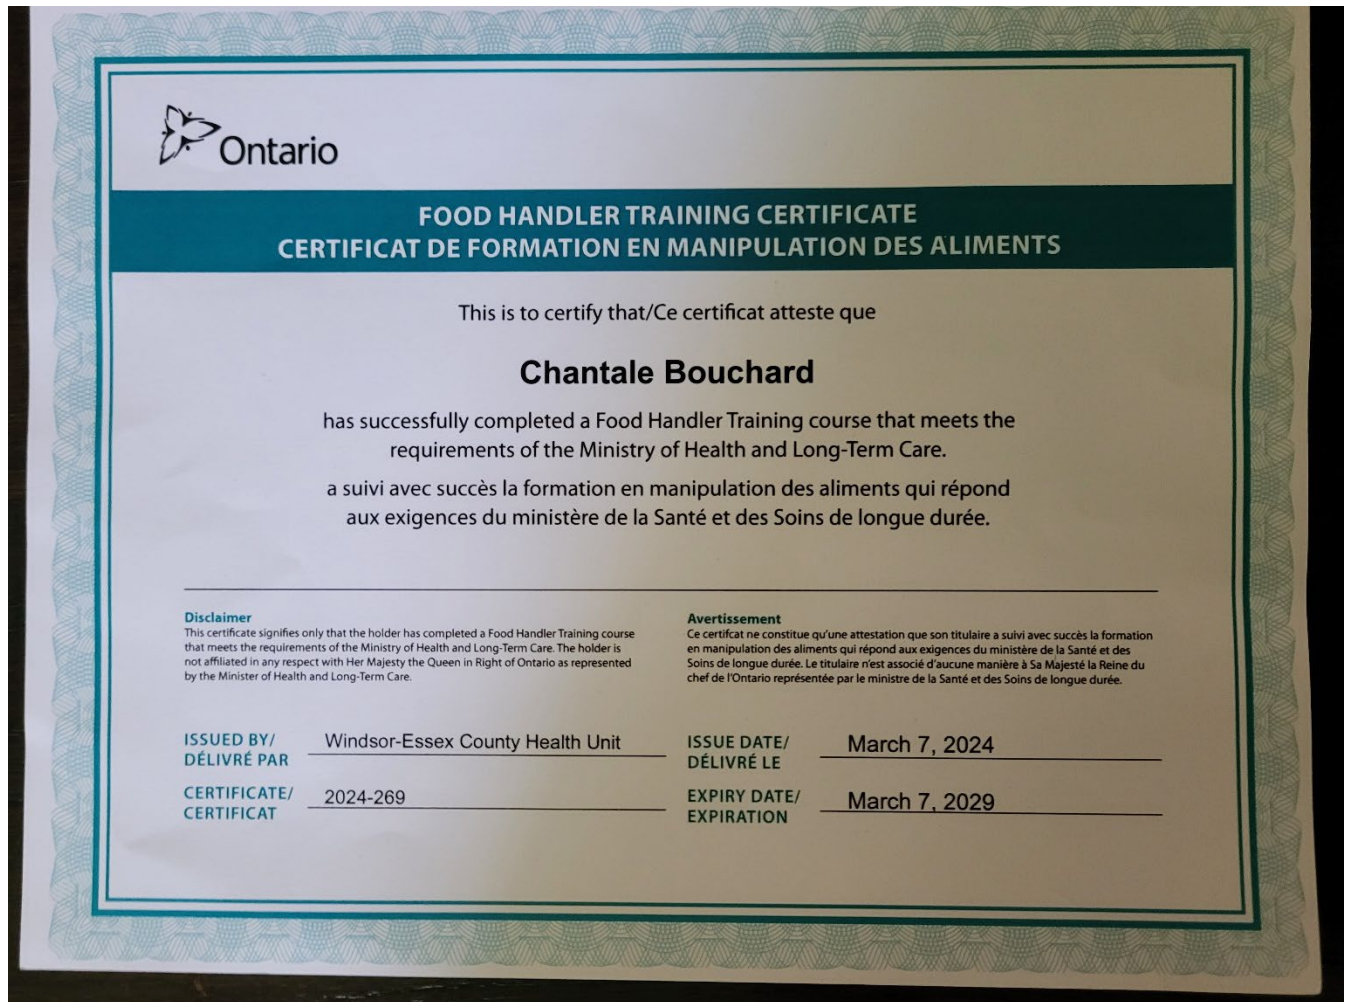 Ontario
FOOD HANDLER TRAINING CERTIFICATE
CERTIFICAT DE FORMATION EN MANIPULATION DES ALIMENTS
This is to certify that/Ce certificat atteste que
Chantale Bouchard
has successfully completed a Food Handler Training course that meets the
requirements of the Ministry of Health and Long-Term Care.
a suivi avec succès la formation en manipulation des aliments qui répond
aux exigences du ministère de la Santé et des Soins de longue durée.
Disclaimer
This certificate signifies only that the holder has completed a Food Handler Training course
that meets the requirements of the Ministry of Health and Long-Term Care. The holder is
not affiliated in any respect with Her Majesty the Queen in Right of Ontario as represented
by the Minister of Health and Long-Term Care.
Avertissement
Ce certifcat ne constitue qu'une attestation que son titulaire a suivi avec succès la formation
en manipulation des aliments qui répond aux exigences du ministère de la Santé et des
Soins de longue durée. Le titulaire n'est associé d'aucune manière à Sa Majesté la Reine du
chef de l'Ontario représentée par le ministre de la Santé et des Soins de longue durée.
ISSUED BY/
DÉLIVRÉ PAR
Windsor-Essex County Health Unit
CERTIFICATE/
CERTIFICAT
2024-269
ISSUE DATE/
DÉLIVRÉ LE
March 7, 2024
EXPIRY DATE/
EXPIRATION
March 7, 2029